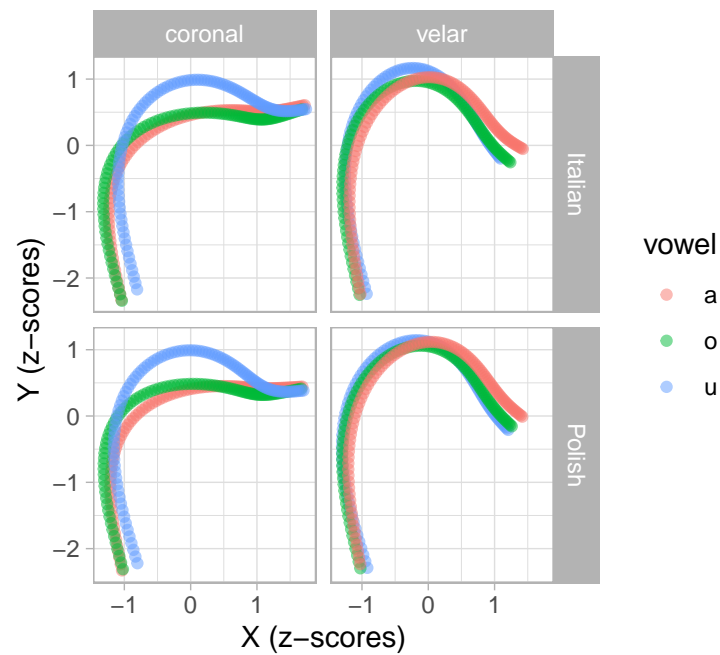 coronal
velar
1
0
−1
−2
Italian
1
0
−1
−2
Polish
−1
0
1
−1
0
1
X (z−scores)
Y (z−scores)
vowel
a
o
u